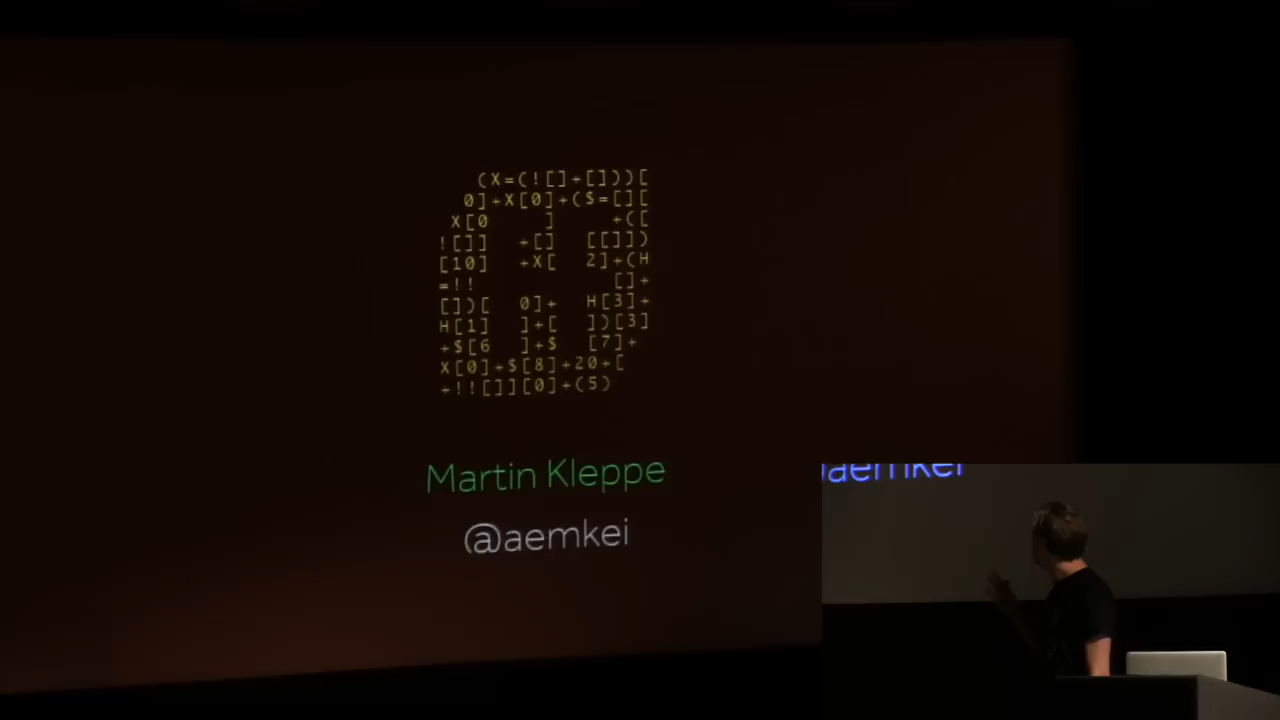 (X=(![]+[]))[
0]+X[0]+($=[][
X[0 ] +([
![]] +[] [[]])
[10] +X[ 2]+(H
=!! []+
[])[ 0]+ H[3]+
H[1] ]+[ ])[3]
+$[6 ]+$ [7]+
X[0]+$[8]+20+[
+!![]][0]+(5)
Martin Kleppe
@aemkei
@aemkei